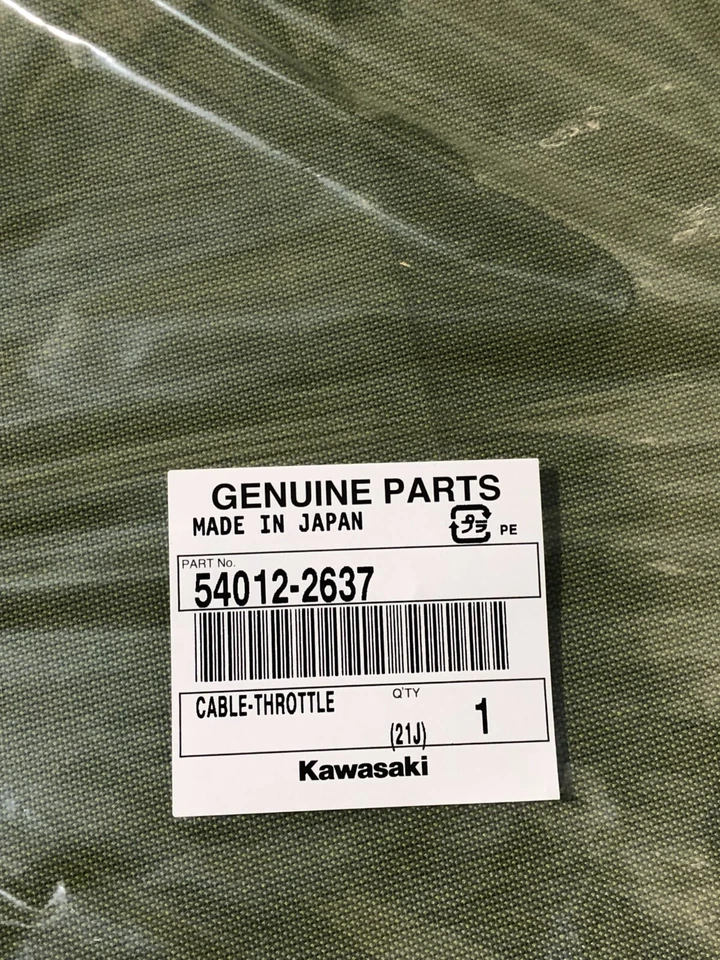 GENUINE PARTS
MADE IN JAPAN
プラ PE
PART No.
54012-2637
CABLE-THROTTLE
Q'TY
(21J) 1
Kawasaki